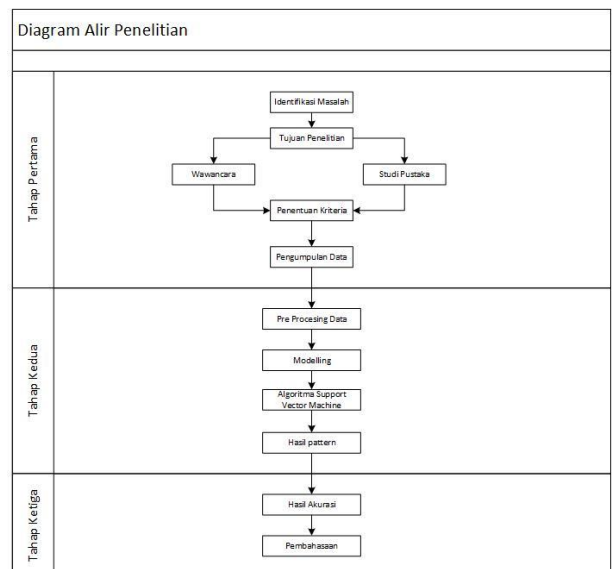 Diagram Alir Penelitian
Tahap Pertama
Identifikasi Masalah
Tujuan Penelitian
Wawancara
Studi Pustaka
Penentuan Kriteria
Pengumpulan Data
Tahap Kedua
Pre Procesing Data
Modelling
Algoritma Support
Vector Machine
Hasil pattern
Tahap Ketiga
Hasil Akurasi
Pembahasaan